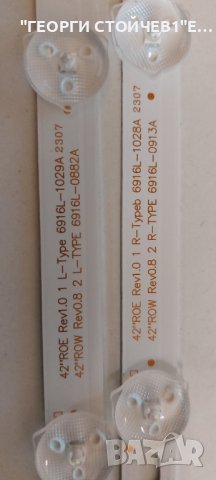 "[ГЕОРГИ СТОЙЧЕВ1]" Е...
42"ROE Rev1.0 1 L-Type 6916L-1029A 2307
42"ROW Rev0.8 2 L-TYPE 6916L-0882A
42"ROE Rev1.0 1 R-Typeb 6916L-1028A 2307
42"ROW Rev0.8 2 R-TYPE 6916L-0913A
BAZAR